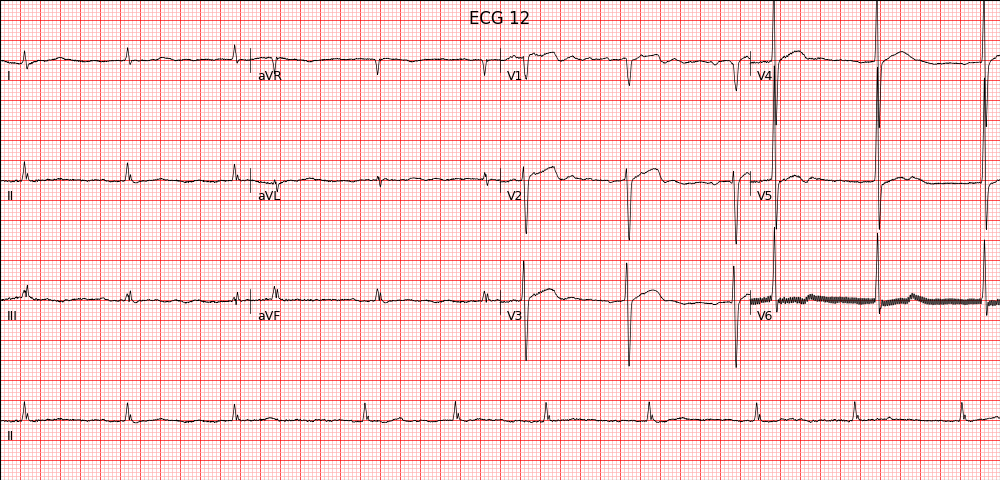 ECG 12
I aVR V1 V4
II aVL V2 V5
III aVF V3 V6
II